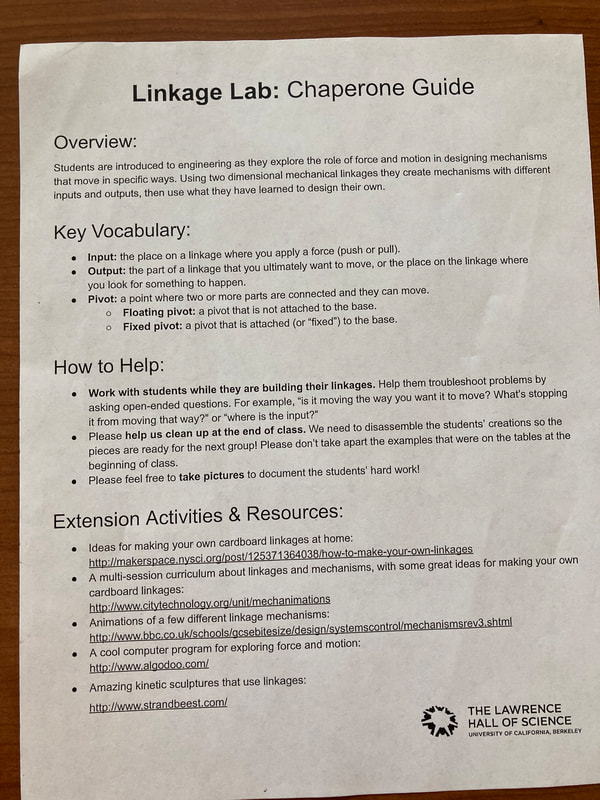 Linkage Lab: Chaperone Guide
Overview:
Students are introduced to engineering as they explore the role of force and motion in designing mechanisms
that move in specific ways. Using two dimensional mechanical linkages they create mechanisms with different
inputs and outputs, then use what they have learned to design their own.
Key Vocabulary:
● Input: the place on a linkage where you apply a force (push or pull).
● Output: the part of a linkage that you ultimately want to move, or the place on the linkage where
you look for something to happen.
● Pivot: a point where two or more parts are connected and they can move.
○ Floating pivot: a pivot that is not attached to the base.
○ Fixed pivot: a pivot that is attached (or “fixed”) to the base.
How to Help:
● Work with students while they are building their linkages. Help them troubleshoot problems by
asking open-ended questions. For example, “is it moving the way you want it to move? What's stopping
it from moving that way?” or “where is the input?”
● Please help us clean up at the end of class. We need to disassemble the students' creations so the
pieces are ready for the next group! Please don't take apart the examples that were on the tables at the
beginning of class.
● Please feel free to take pictures to document the students' hard work!
Extension Activities & Resources:
● Ideas for making your own cardboard linkages at home:
http://makerspace.nysci.org/post/125371364038/how-to-make-your-own-linkages
● A multi-session curriculum about linkages and mechanisms, with some great ideas for making your own
cardboard linkages:
http://www.citytechnology.org/unit/mechanimations
● Animations of a few different linkage mechanisms:
http://www.bbc.co.uk/schools/gcsebitesize/design/systemscontrol/mechanismsrev3.shtml
● A cool computer program for exploring force and motion:
http://www.algodoo.com/
● Amazing kinetic sculptures that use linkages:
http://www.strandbeest.com/
THE LAWRENCE
HALL OF SCIENCE
UNIVERSITY OF CALIFORNIA, BERKELEY